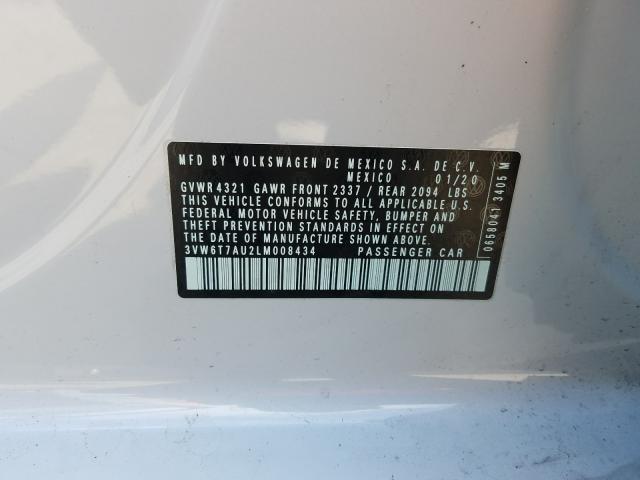 MFD BY VOLKSWAGEN DE MEXICO S.A. DE C.V.
MEXICO 01/20
GVWR 4321 GAWR FRONT 2337 / REAR 2094 LBS
THIS VEHICLE CONFORMS TO ALL APPLICABLE U.S.
FEDERAL MOTOR VEHICLE SAFETY, BUMPER AND
THEFT PREVENTION STANDARDS IN EFFECT ON
THE DATE OF MANUFACTURE SHOWN ABOVE.
3VW6T7AU2LM008434 PASSENGER CAR
0658041 3405 M